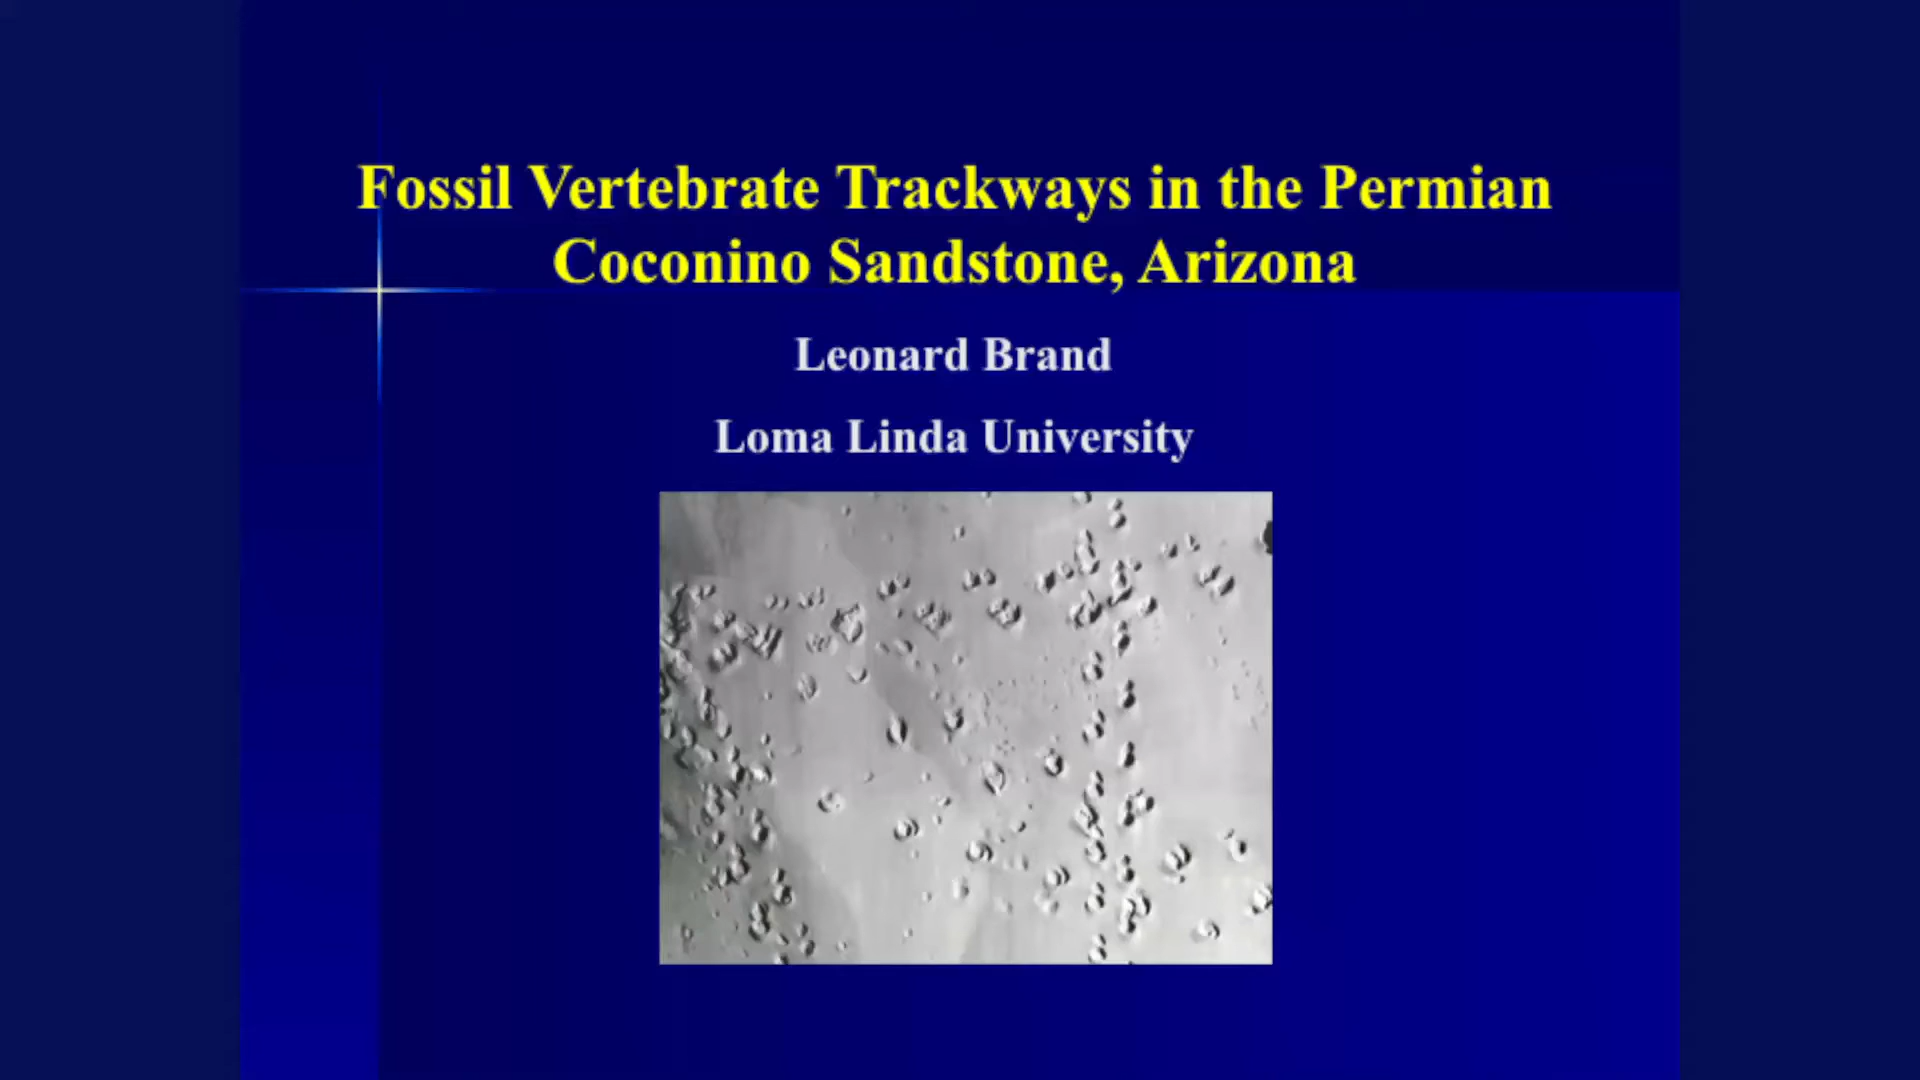 Fossil Vertebrate Trackways in the Permian
Coconino Sandstone, Arizona
Leonard Brand
Loma Linda University